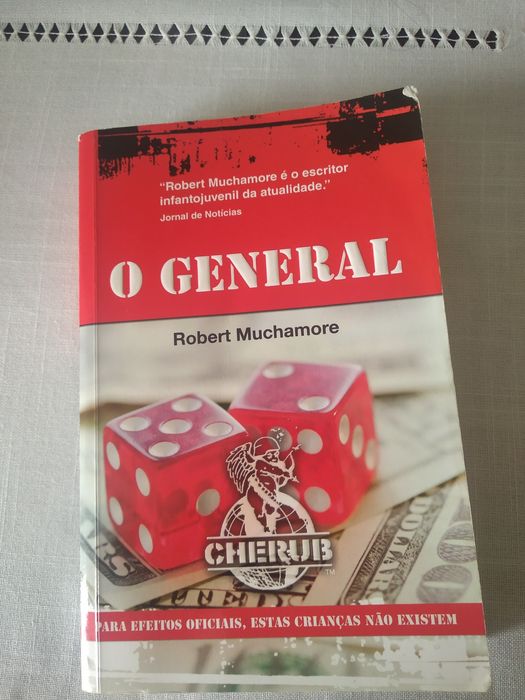 “Robert Muchamore é o escritor
infantojuvenil da atualidade.”
Jornal de Notícias
O GENERAL
Robert Muchamore
CHERUB
TM
PARA EFEITOS OFICIAIS, ESTAS CRIANÇAS NÃO EXISTEM